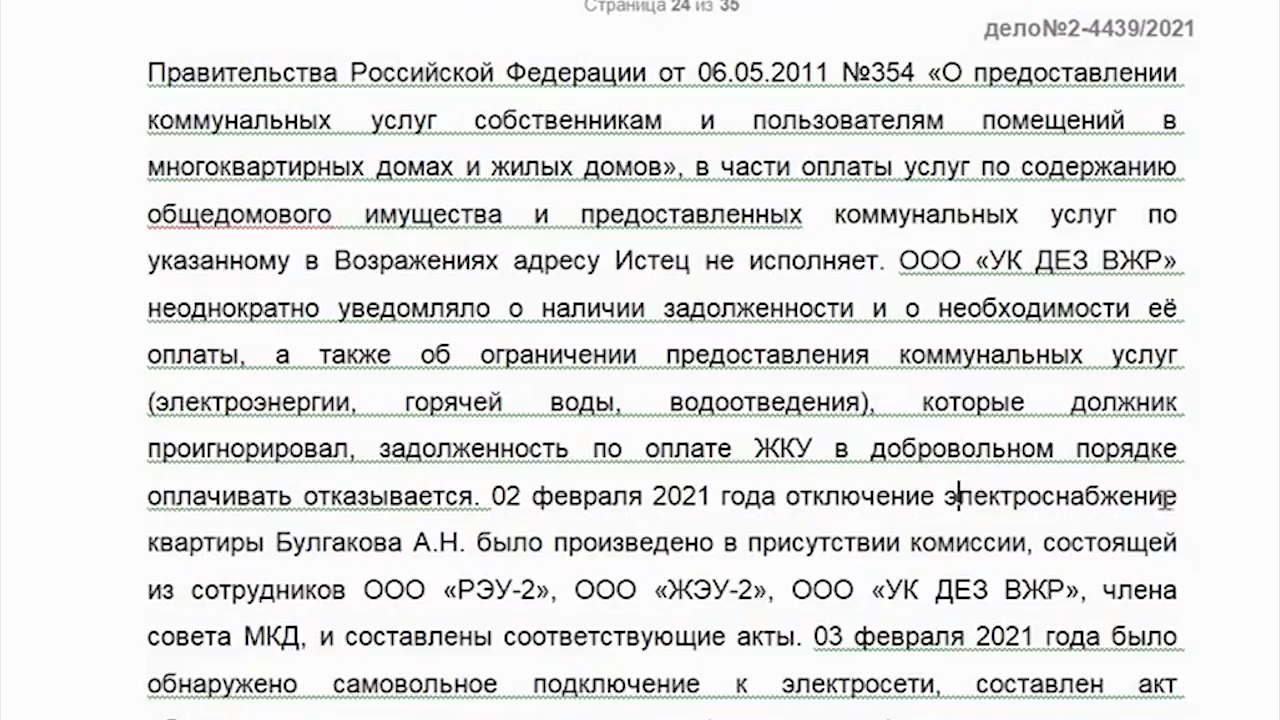 Страница 24 из 35
дело№2-4439/2021
Правительства Российской Федерации от 06.05.2011 №354 «О предоставлении
коммунальных услуг собственникам и пользователям помещений в
многоквартирных домах и жилых домов», в части оплаты услуг по содержанию
общедомового имущества и предоставленных коммунальных услуг по
указанному в Возражениях адресу Истец не исполняет. ООО «УК ДЕЗ ВЖР»
неоднократно уведомляло о наличии задолженности и о необходимости её
оплаты, а также об ограничении предоставления коммунальных услуг
(электроэнергии, горячей воды, водоотведения), которые должник
проигнорировал, задолженность по оплате ЖКУ в добровольном порядке
оплачивать отказывается. 02 февраля 2021 года отключение электроснабжение
квартиры Булгакова А.Н. было произведено в присутствии комиссии, состоящей
из сотрудников ООО «РЭУ-2», ООО «ЖЭУ-2», ООО «УК ДЕЗ ВЖР», члена
совета МКД, и составлены соответствующие акты. 03 февраля 2021 года было
обнаружено самовольное подключение к электросети, составлен акт